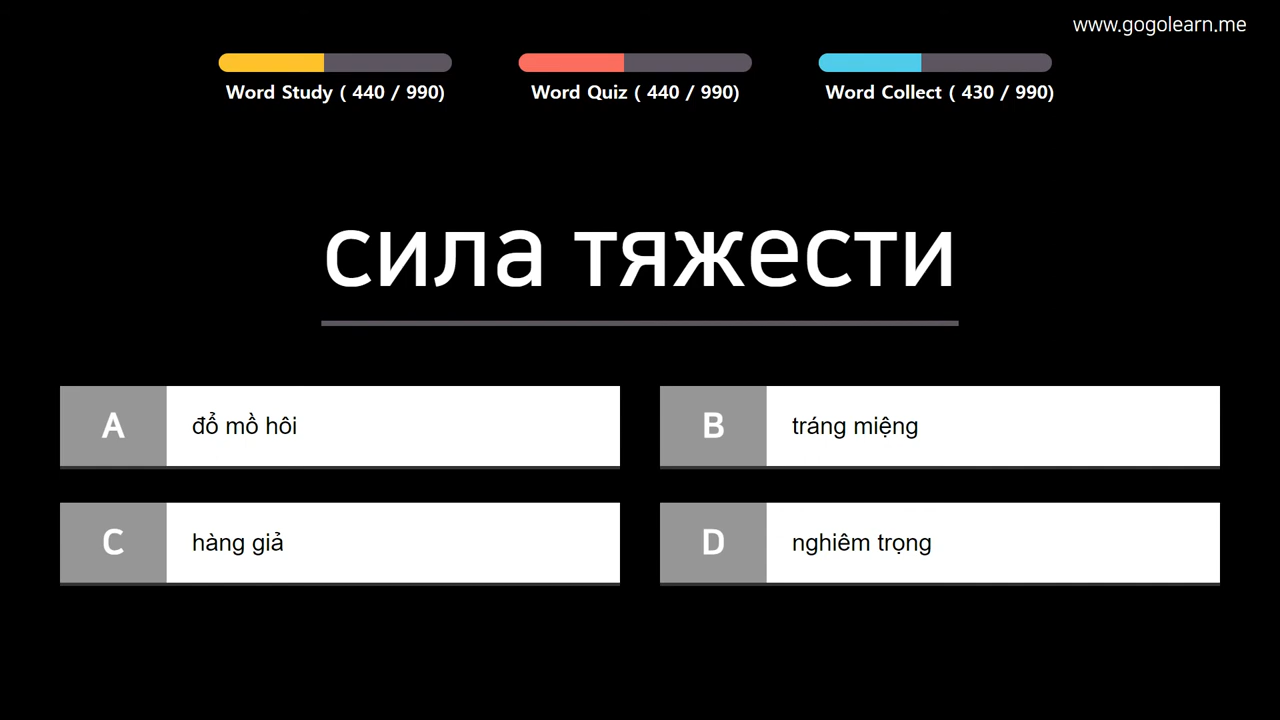 www.gogolearn.me
Word Study ( 440 / 990)
Word Quiz ( 440 / 990)
Word Collect ( 430 / 990)
сила тяжести
A đổ mồ hôi
B tráng miệng
C hàng giả
D nghiêm trọng